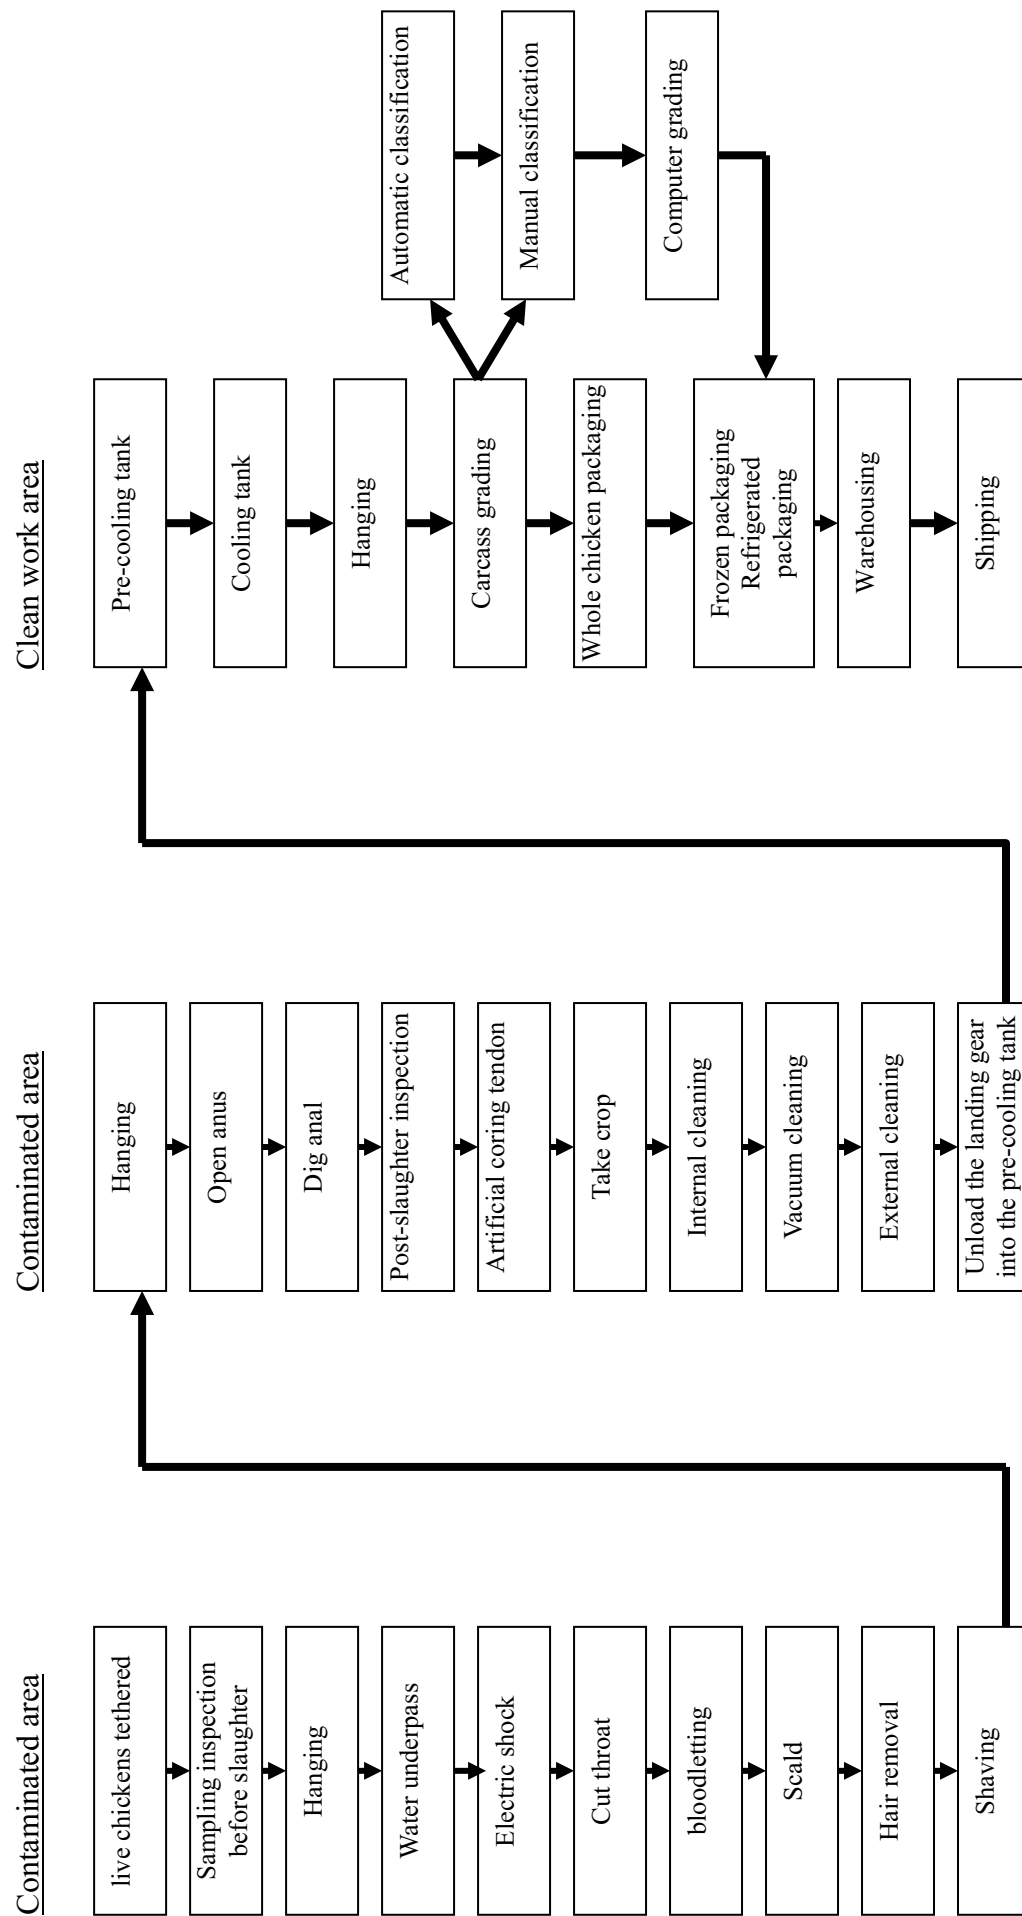 Contaminated area
live chickens tethered
Sampling inspection
before slaughter
Hanging
Water underpass
Electric shock
Cut throat
bloodletting
Scald
Hair removal
Shaving
Contaminated area
Hanging
Open anus
Dig anal
Post-slaughter inspection
Artificial coring tendon
Take crop
Internal cleaning
Vacuum cleaning
External cleaning
Unload the landing gear
into the pre-cooling tank
Clean work area
Pre-cooling tank
Cooling tank
Hanging
Carcass grading
Whole chicken packaging
Frozen packaging
Refrigerated
packaging
Warehousing
Shipping
Automatic classification
Manual classification
Computer grading